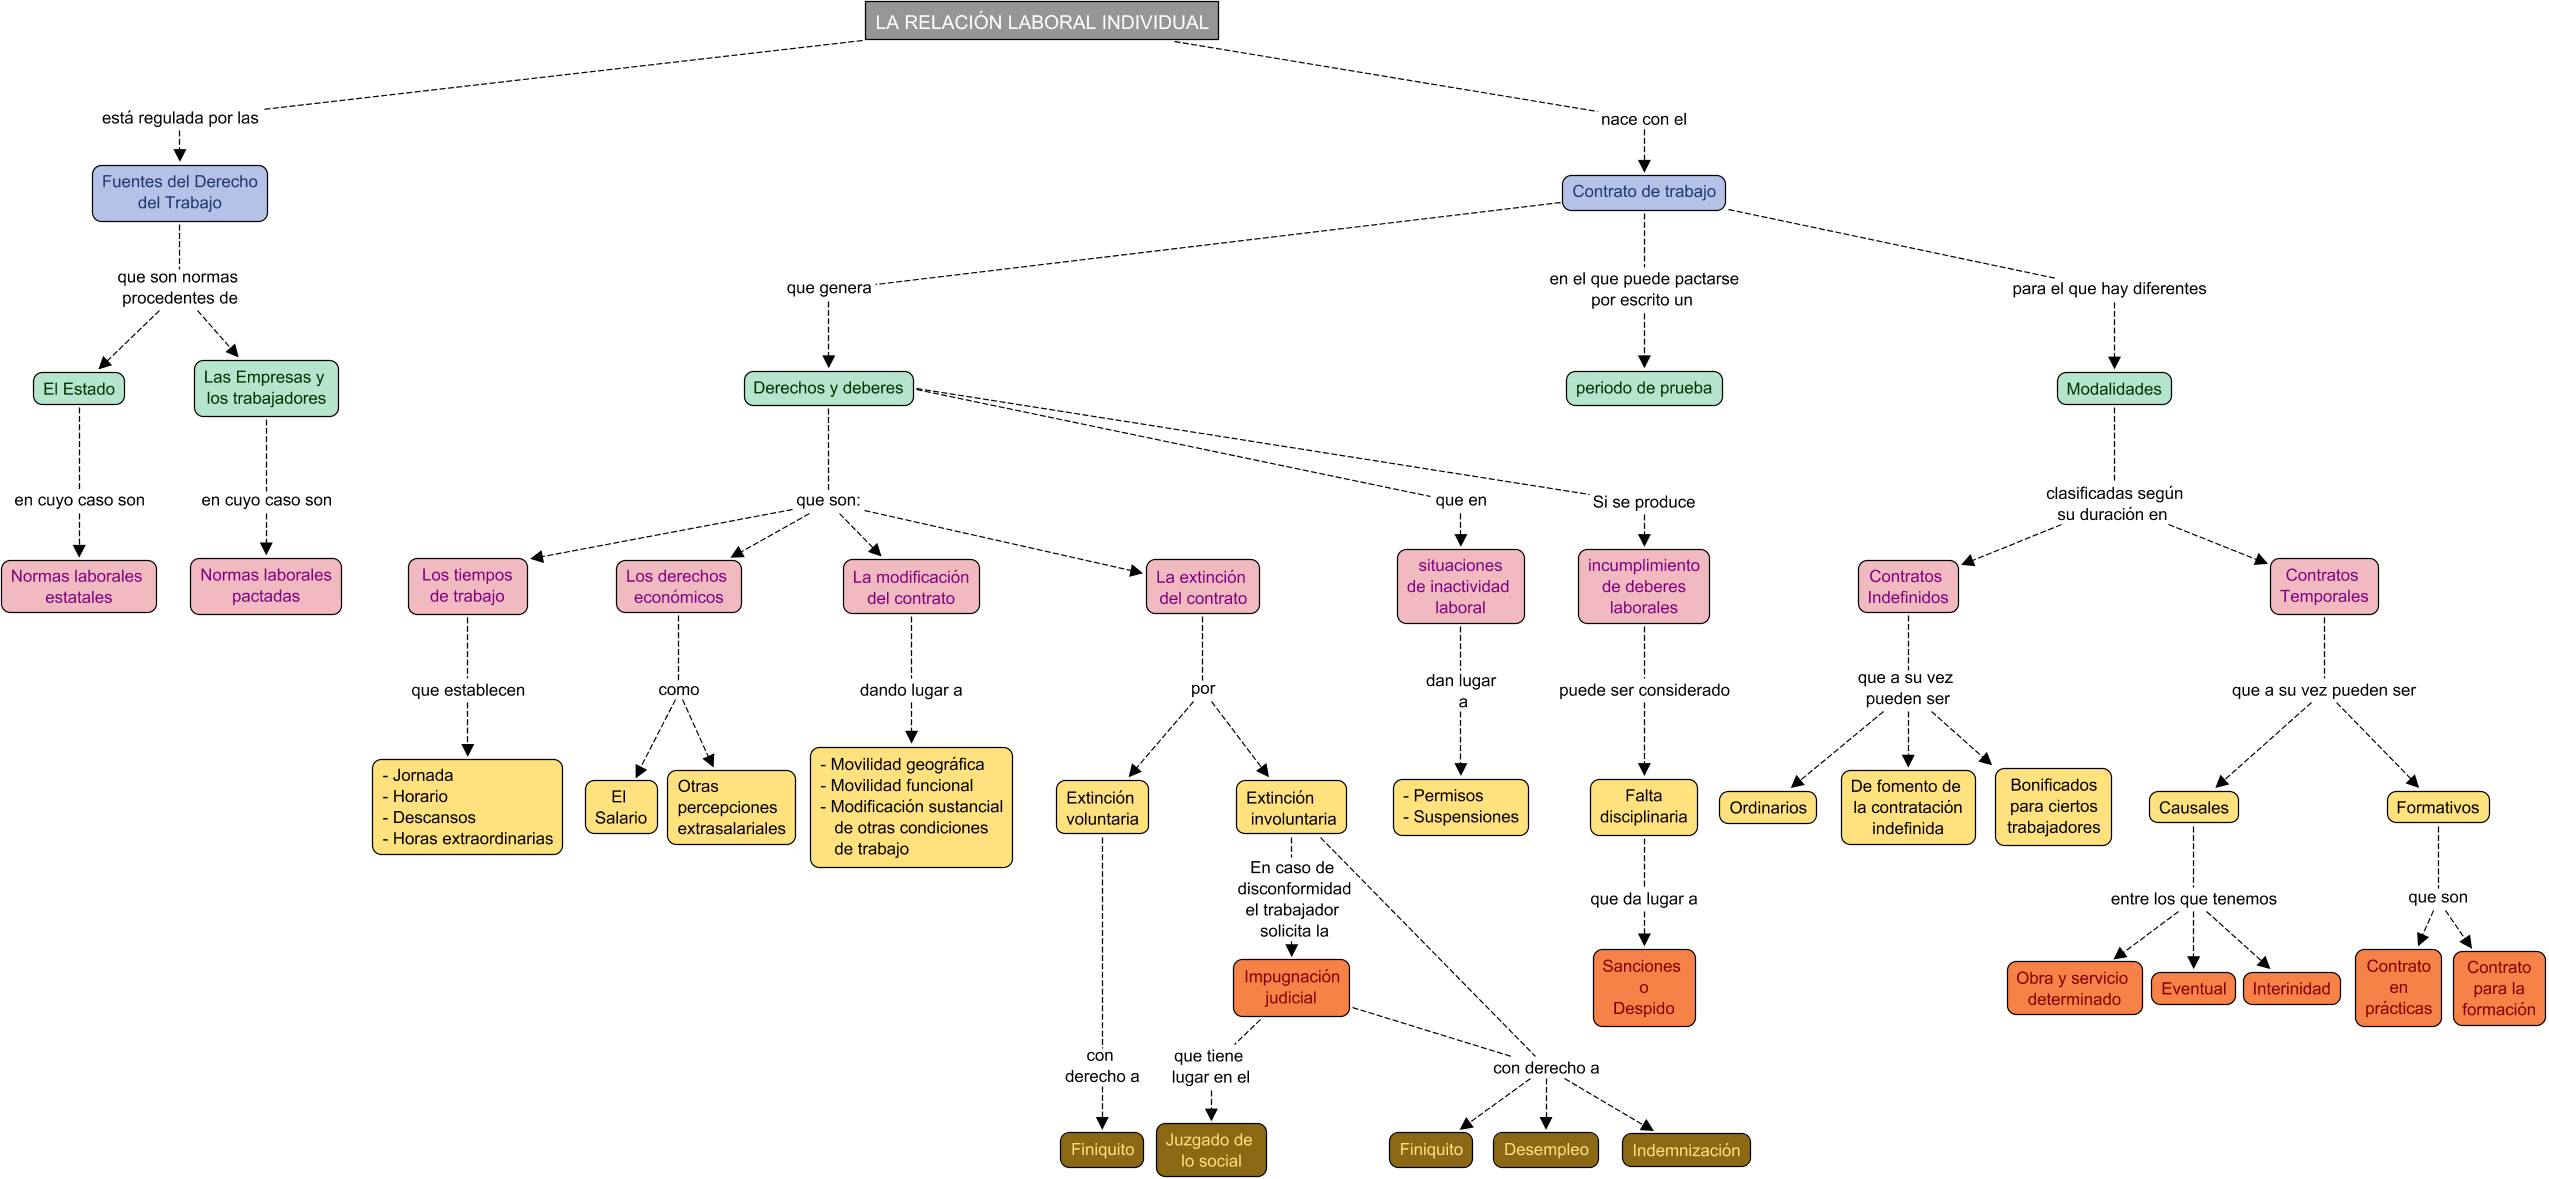 LA RELACIÓN LABORAL INDIVIDUAL
está regulada por las
nace con el
Fuentes del Derecho
del Trabajo
Contrato de trabajo
que son normas
procedentes de
que genera
en el que puede pactarse
por escrito un
para el que hay diferentes
El Estado
Las Empresas y
los trabajadores
Derechos y deberes
periodo de prueba
Modalidades
en cuyo caso son
en cuyo caso son
que son:
que en
Si se produce
clasificadas según
su duración en
Normas laborales
estatales
Normas laborales
pactadas
Los tiempos
de trabajo
Los derechos
económicos
La modificación
del contrato
La extinción
del contrato
situaciones
de inactividad
laboral
incumplimiento
de deberes
laborales
Contratos
Indefinidos
Contratos
Temporales
que establecen
como
dando lugar a
por
dan lugar
a
puede ser considerado
que a su vez
pueden ser
que a su vez pueden ser
- Jornada
- Horario
- Descansos
- Horas extraordinarias
El
Salario
Otras
percepciones
extrasalariales
- Movilidad geográfica
- Movilidad funcional
- Modificación sustancial
de otras condiciones
de trabajo
Extinción
voluntaria
Extinción
involuntaria
- Permisos
- Suspensiones
Falta
disciplinaria
Ordinarios
De fomento de
la contratación
indefinida
Bonificados
para ciertos
trabajadores
Causales
Formativos
En caso de
disconformidad
el trabajador
solicita la
que da lugar a
entre los que tenemos
que son
Impugnación
judicial
Sanciones
o
Despido
Obra y servicio
determinado
Eventual
Interinidad
Contrato
en
prácticas
Contrato
para la
formación
con
derecho a
que tiene
lugar en el
con derecho a
Finiquito
Juzgado de
lo social
Finiquito
Desempleo
Indemnización